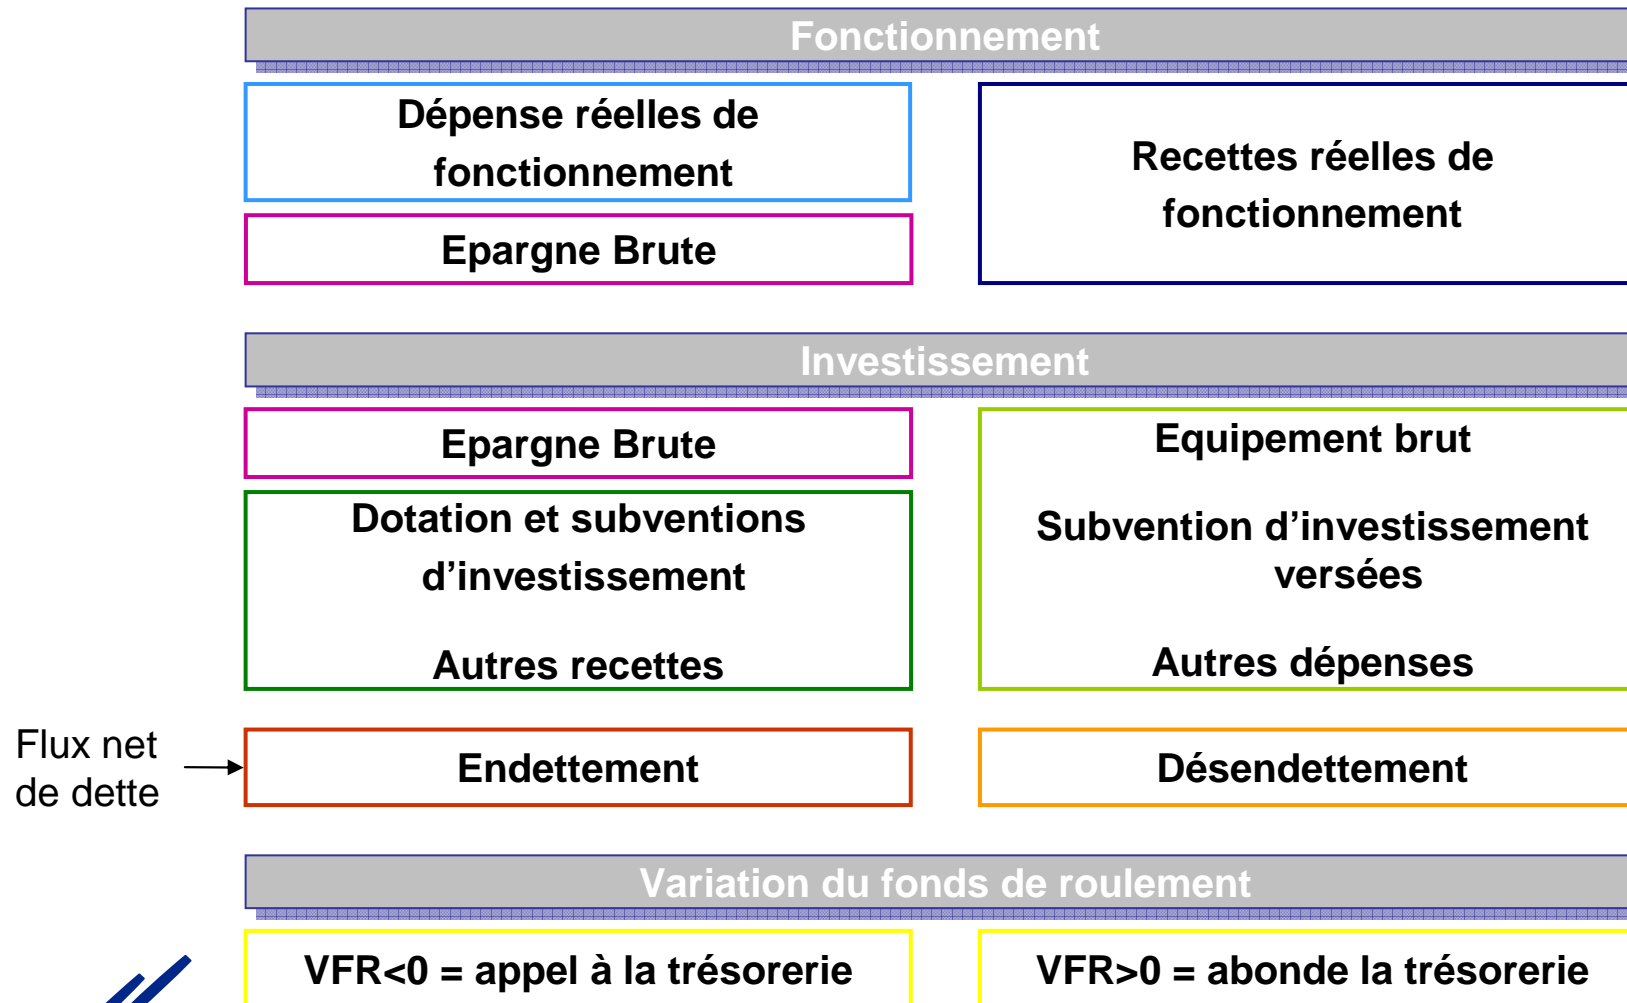 Fonctionnement
Dépense réelles de
fonctionnement
Epargne Brute
Recettes réelles de
fonctionnement
Investissement
Epargne Brute
Dotation et subventions
d’investissement
Autres recettes
Equipement brut
Subvention d’investissement
versées
Autres dépenses
Flux net
de dette
Endettement
Désendettement
Variation du fonds de roulement
VFR<0 = appel à la trésorerie
VFR>0 = abonde la trésorerie